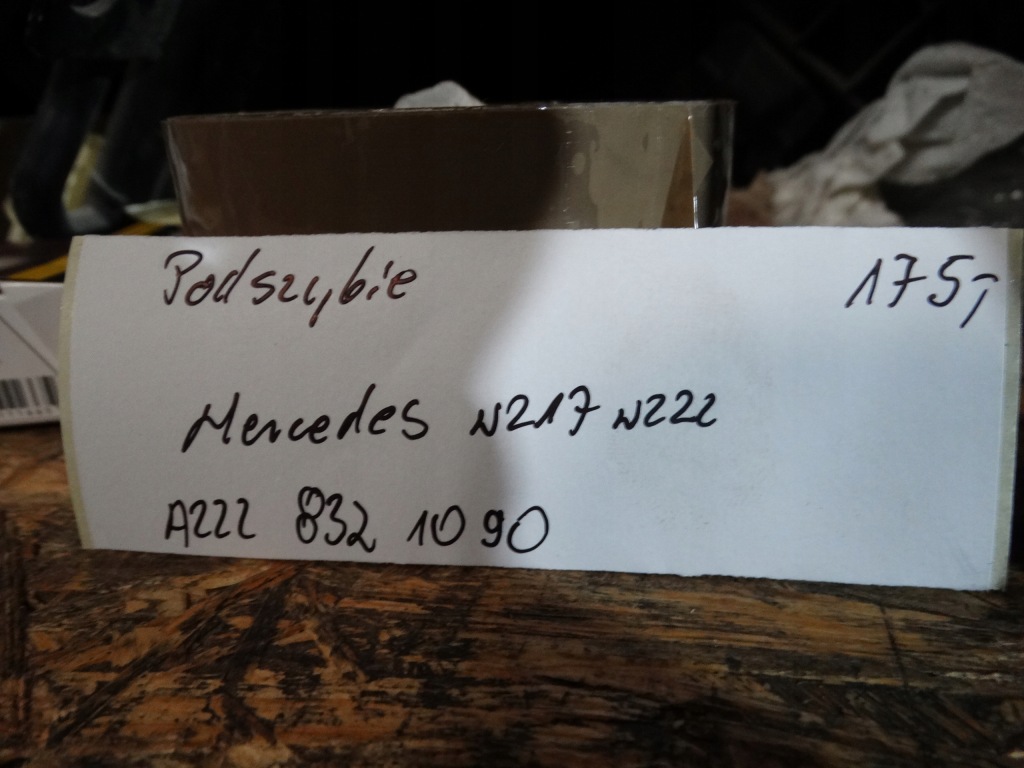 Podszybie 175,-
Mercedes W217 W222
A222 832 10 90